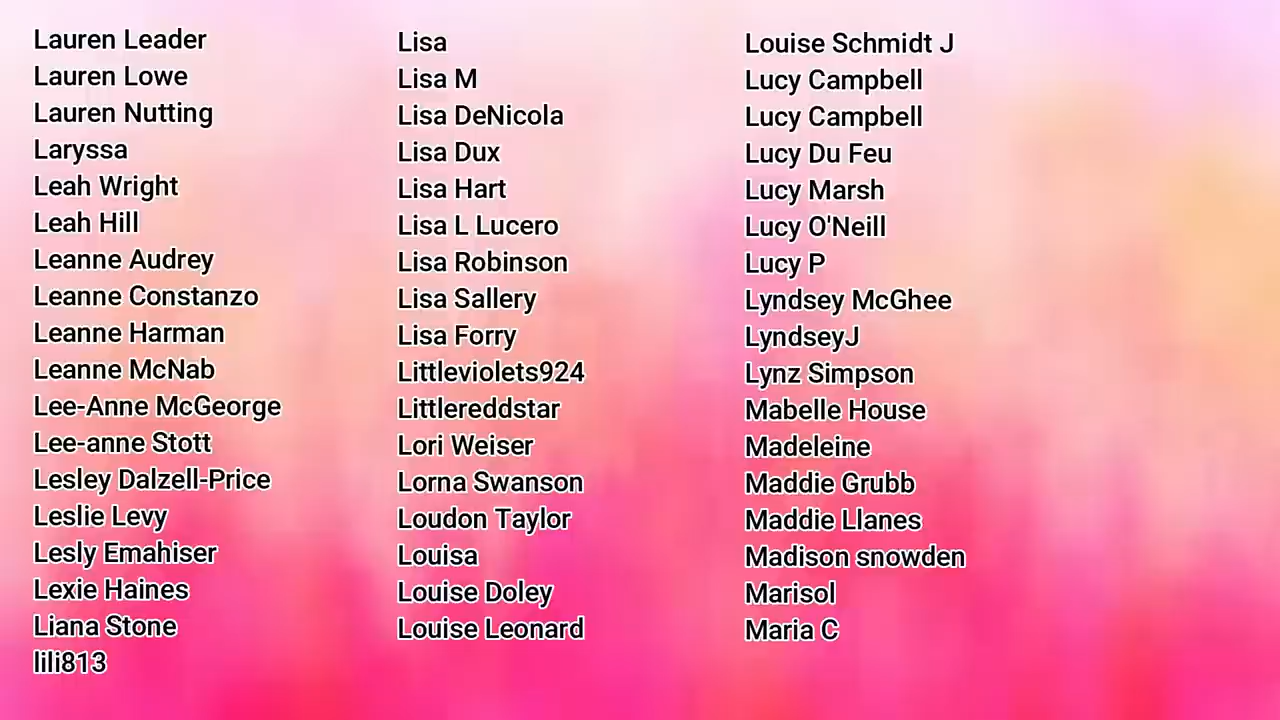 Lauren Leader
Lauren Lowe
Lauren Nutting
Laryssa
Leah Wright
Leah Hill
Leanne Audrey
Leanne Constanzo
Leanne Harman
Leanne McNab
Lee-Anne McGeorge
Lee-anne Stott
Lesley Dalzell-Price
Leslie Levy
Lesly Emahiser
Lexie Haines
Liana Stone
lili813
Lisa
Lisa M
Lisa DeNicola
Lisa Dux
Lisa Hart
Lisa L Lucero
Lisa Robinson
Lisa Sallery
Lisa Forry
Littleviolets924
Littlereddstar
Lori Weiser
Lorna Swanson
Loudon Taylor
Louisa
Louise Doley
Louise Leonard
Louise Schmidt J
Lucy Campbell
Lucy Campbell
Lucy Du Feu
Lucy Marsh
Lucy O'Neill
Lucy P
Lyndsey McGhee
LyndseyJ
Lynz Simpson
Mabelle House
Madeleine
Maddie Grubb
Maddie Llanes
Madison snowden
Marisol
Maria C